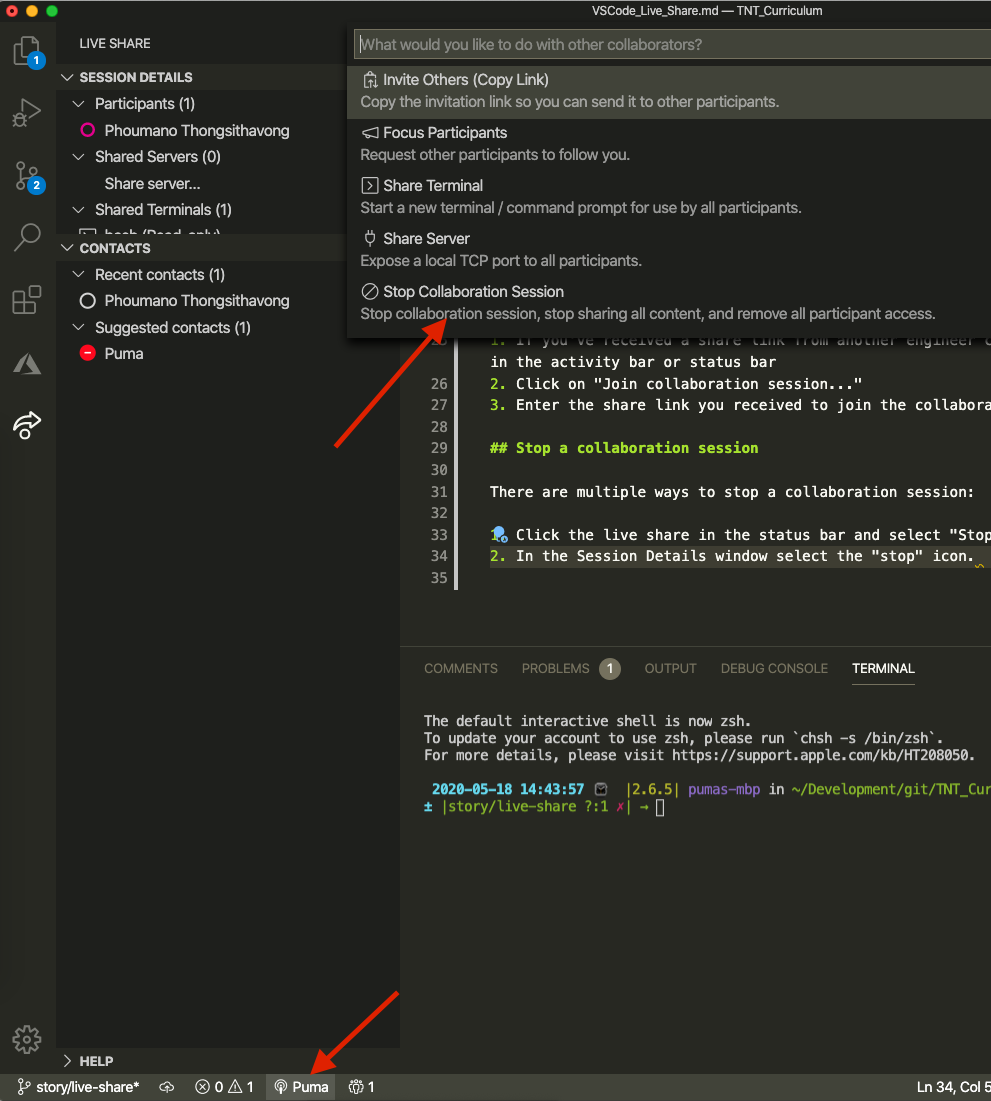 VSCode_Live_Share.md — TNT_Curriculum
LIVE SHARE
SESSION DETAILS
Participants (1)
Phoumano Thongsithavong
Shared Servers (0)
Share server...
Shared Terminals (1)
bash (Read-only)
CONTACTS
Recent contacts (1)
Phoumano Thongsithavong
Suggested contacts (1)
Puma
HELP
1
2
What would you like to do with other collaborators?
Invite Others (Copy Link)
Copy the invitation link so you can send it to other participants.
Focus Participants
Request other participants to follow you.
Share Terminal
Start a new terminal / command prompt for use by all participants.
Share Server
Expose a local TCP port to all participants.
Stop Collaboration Session
Stop collaboration session, stop sharing all content, and remove all participant access.
25 1. If you've received a share link from another engineer
in the activity bar or status bar
26 2. Click on "Join collaboration session..."
27 3. Enter the share link you received to join the collabora
28
29 ## Stop a collaboration session
30
31 There are multiple ways to stop a collaboration session:
32
33 1. Click the live share in the status bar and select "Stop
34 2. In the Session Details window select the "stop" icon.
35
COMMENTS PROBLEMS 1 OUTPUT DEBUG CONSOLE TERMINAL
The default interactive shell is now zsh.
To update your account to use zsh, please run `chsh -s /bin/zsh`.
For more details, please visit https://support.apple.com/kb/HT208050.
2020-05-18 14:43:57 |2.6.5| pumas-mbp in ~/Development/git/TNT_Cur
± |story/live-share ?:1 ✗| →
story/live-share* 0 1 Puma 1 Ln 34, Col 5